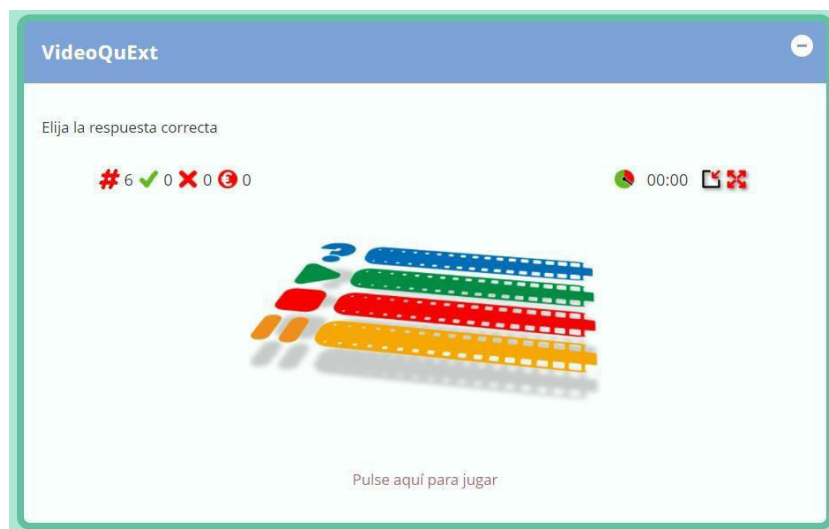 VideoQuExt
Elija la respuesta correcta
# 6 0 0 0 00:00
Pulse aquí para jugar